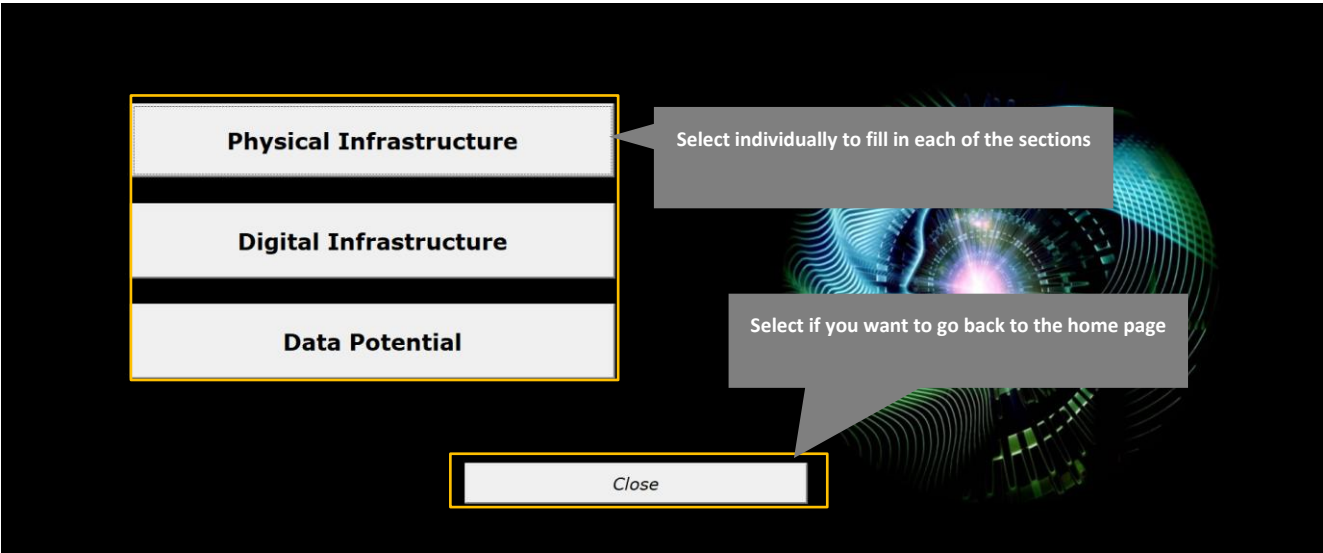 Physical Infrastructure
Select individually to fill in each of the sections
Digital Infrastructure
Select if you want to go back to the home page
Data Potential
Close